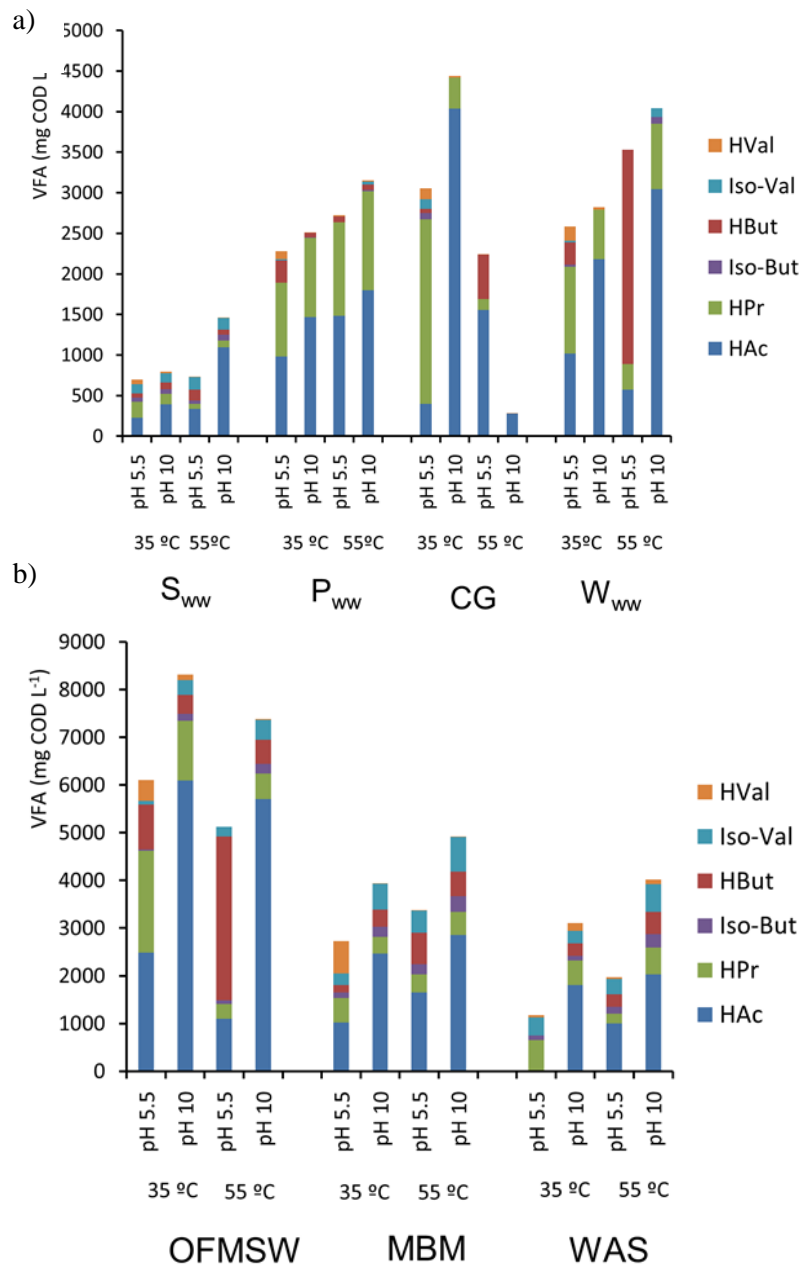 a)
5000
4500
4000
3500
3000
2500
2000
1500
1000
500
0
VFA (mg COD L
HVal
Iso-Val
HBut
Iso-But
HPr
HAc
pH 5.5
pH 10
pH 5.5
pH 10
pH 5.5
pH 10
pH 5.5
pH 10
pH 5.5
pH 10
pH 5.5
pH 10
pH 5.5
pH 10
pH 5.5
pH 10
35 ºC 55ºC 35 ºC 55ºC 35 ºC 55 ºC 35ºC 55 ºC
Sww Pww CG Www
b)
9000
8000
7000
6000
5000
4000
3000
2000
1000
0
VFA (mg COD L-1)
HVal
Iso-Val
HBut
Iso-But
HPr
HAc
pH 5.5
pH 10
pH 5.5
pH 10
pH 5.5
pH 10
pH 5.5
pH 10
pH 5.5
pH 10
pH 5.5
pH 10
35 ºC 55 ºC 35 ºC 55 ºC 35 ºC 55 ºC
OFMSW MBM WAS